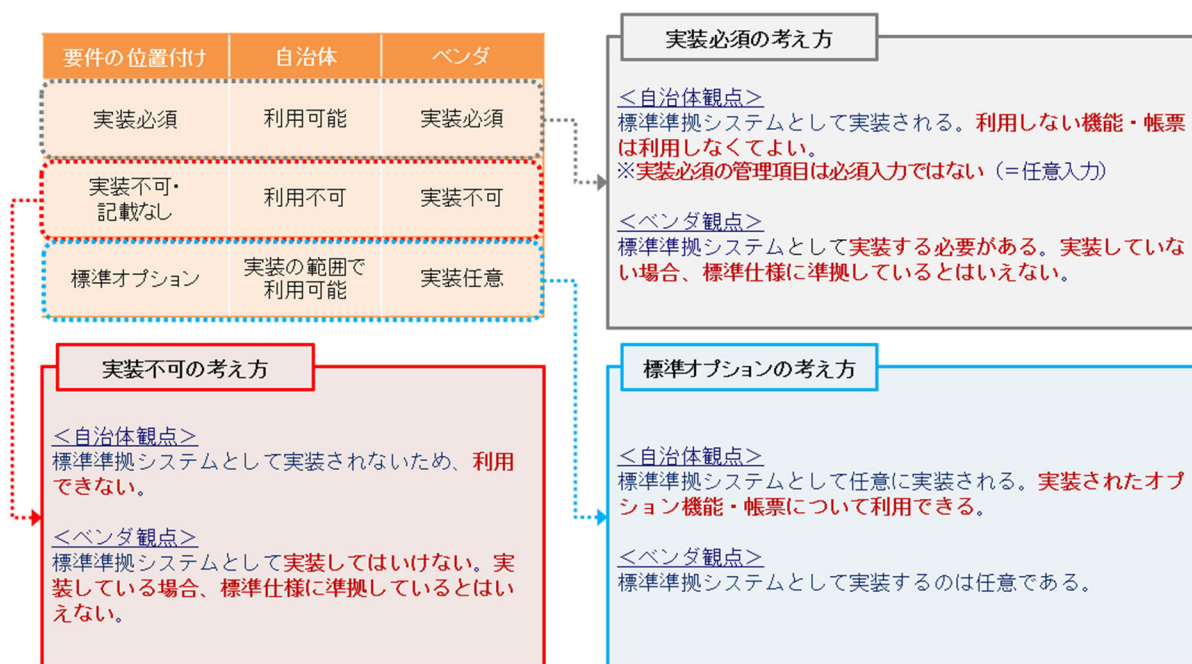 要件の位置付け 自治体 ベンダ
実装必須 利用可能 実装必須
実装不可・
記載なし 利用不可 実装不可
標準オプション 実装の範囲で
利用可能 実装任意
実装必須の考え方
＜自治体観点＞
標準準拠システムとして実装される。利用しない機能・帳票
は利用しなくてよい。
※実装必須の管理項目は必須入力ではない（＝任意入力）
＜ベンダ観点＞
標準準拠システムとして実装する必要がある。実装していな
い場合、標準仕様に準拠しているとはいえない。
実装不可の考え方
＜自治体観点＞
標準準拠システムとして実装されないため、利用
できない。
＜ベンダ観点＞
標準準拠システムとして実装してはいけない。実
装している場合、標準仕様に準拠しているとはい
えない。
標準オプションの考え方
＜自治体観点＞
標準準拠システムとして任意に実装される。実装されたオプ
ション機能・帳票について利用できる。
＜ベンダ観点＞
標準準拠システムとして実装するのは任意である。